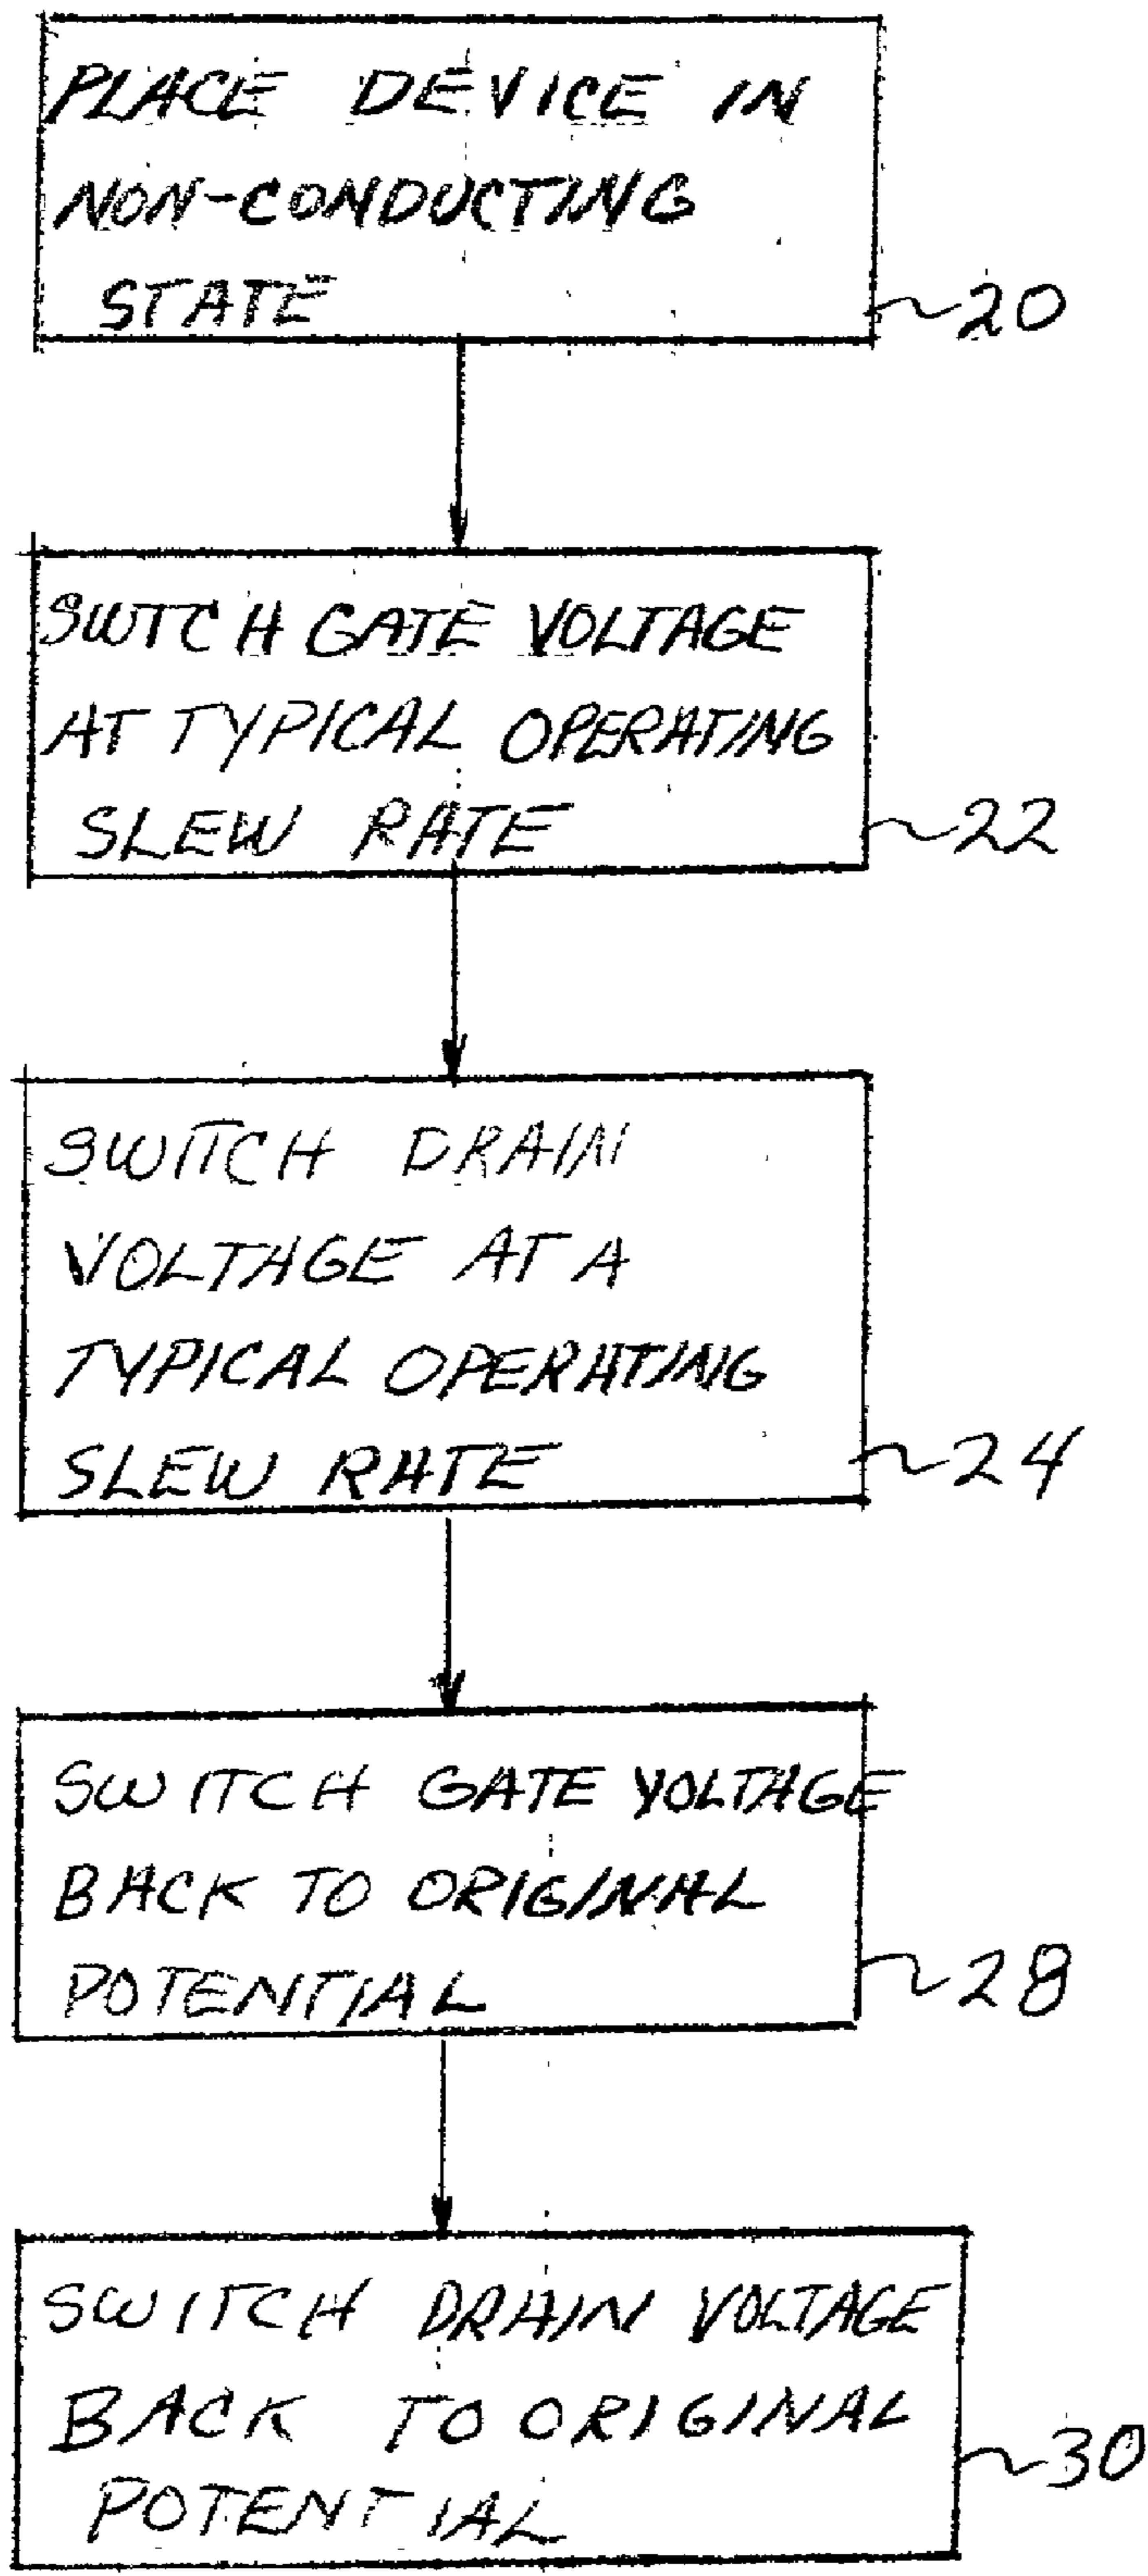 PLACE DEVICE IN
NON-CONDUCTING
STATE
20
SWTCH GATE VOLTAGE
AT TYPICAL OPERATING
SLEW RATE
22
SWITCH DRAIN
VOLTAGE AT A
TYPICAL OPERATING
SLEW RATE
24
SWITCH GATE VOLTAGE
BACK TO ORIGINAL
POTENTIAL
28
SWITCH DRAIN VOLTAGE
BACK TO ORIGINAL
POTENTIAL
30